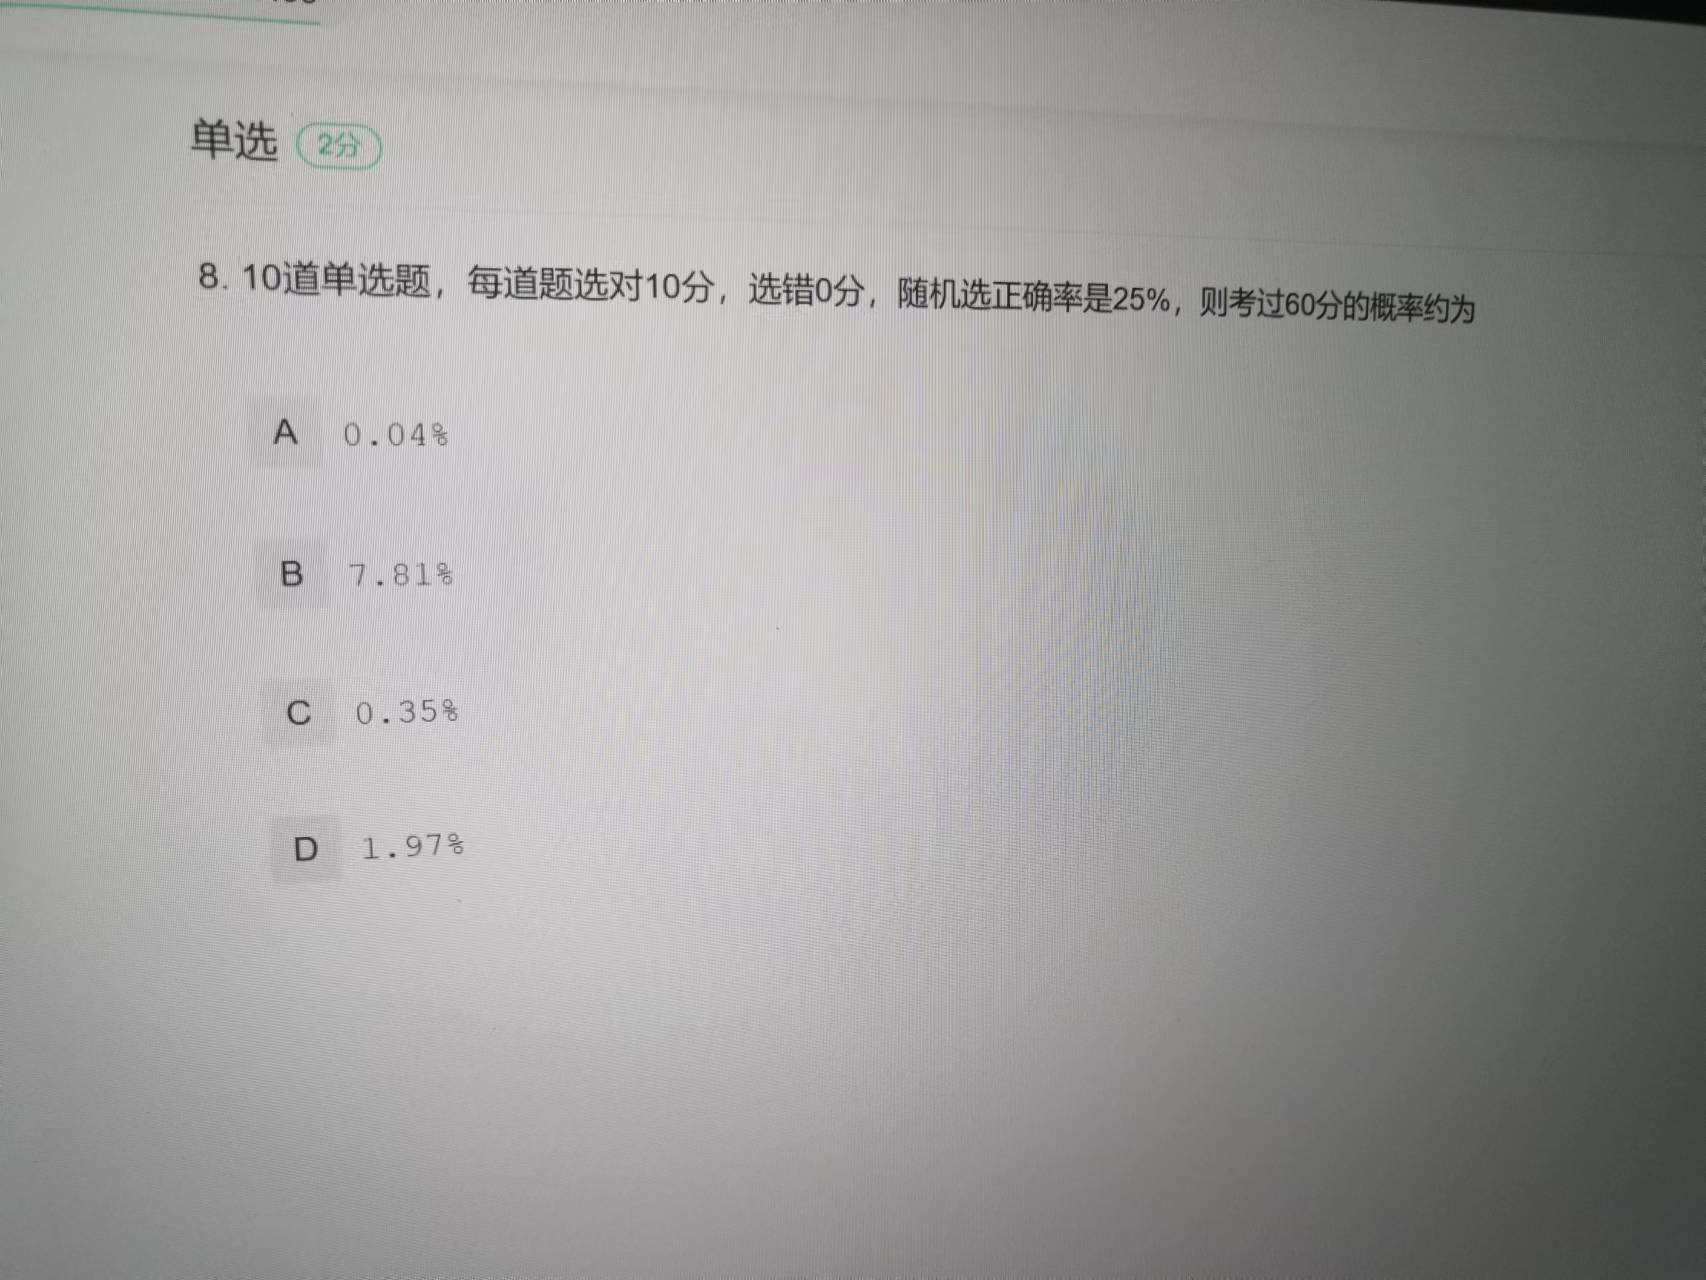 单选 2分
8. 10道单选题，每道题选对10分，选错0分，随机选正确率是25%，则考过60分的概率约为
A 0.04%
B 7.81%
C 0.35%
D 1.97%